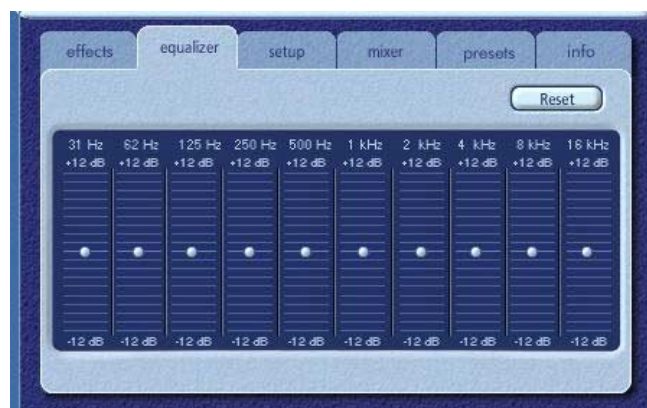 effects equalizer setup mixer presets info
Reset
31 Hz 62 Hz 125 Hz 250 Hz 500 Hz 1 kHz 2 kHz 4 kHz 8 kHz 16 kHz
+12 dB +12 dB +12 dB +12 dB +12 dB +12 dB +12 dB +12 dB +12 dB +12 dB
-12 dB -12 dB -12 dB -12 dB -12 dB -12 dB -12 dB -12 dB -12 dB -12 dB